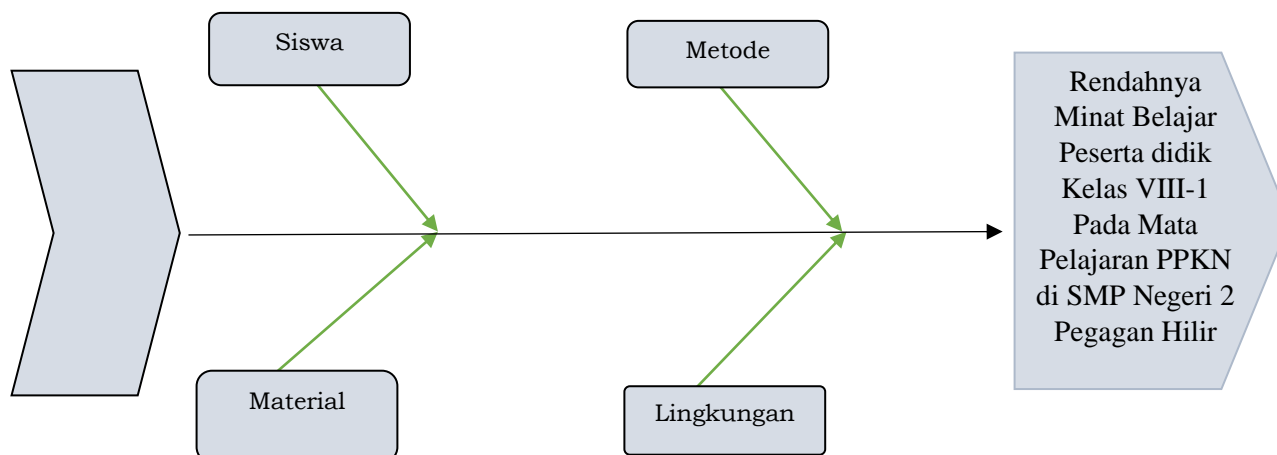 Siswa
Metode
Rendahnya
Minat Belajar
Peserta didik
Kelas VIII-1
Pada Mata
Pelajaran PPKN
di SMP Negeri 2
Pegagan Hilir
Material
Lingkungan